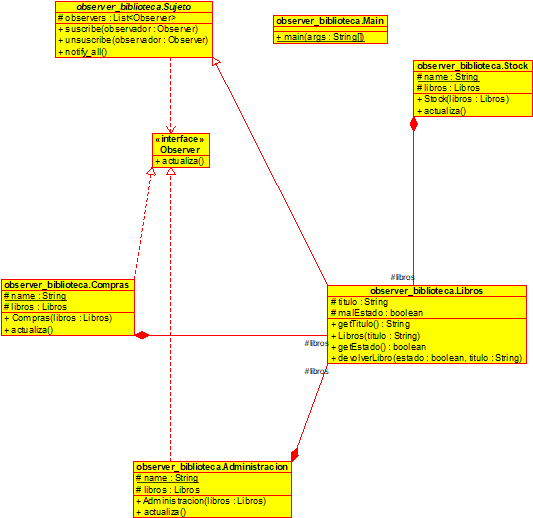 observer_biblioteca.Sujeto
# observers : List<Observer>
+ suscribe(observador : Observer)
+ unsuscribe(observador : Observer)
+ notify_all()
observer_biblioteca.Main
+ main(args : String[])
observer_biblioteca.Stock
# name : String
# libros : Libros
+ Stock(libros : Libros)
+ actualiza()
«interface»
Observer
+ actualiza()
#libros
observer_biblioteca.Compras
# name : String
# libros : Libros
+ Compras(libros : Libros)
+ actualiza()
observer_biblioteca.Libros
# titulo : String
# malEstado : boolean
+ getTitulo() : String
+ Libros(titulo : String)
+ getEstado() : boolean
+ devolverLibro(estado : boolean, titulo : String)
#libros
#libros
observer_biblioteca.Administracion
# name : String
# libros : Libros
+ Administracion(libros : Libros)
+ actualiza()